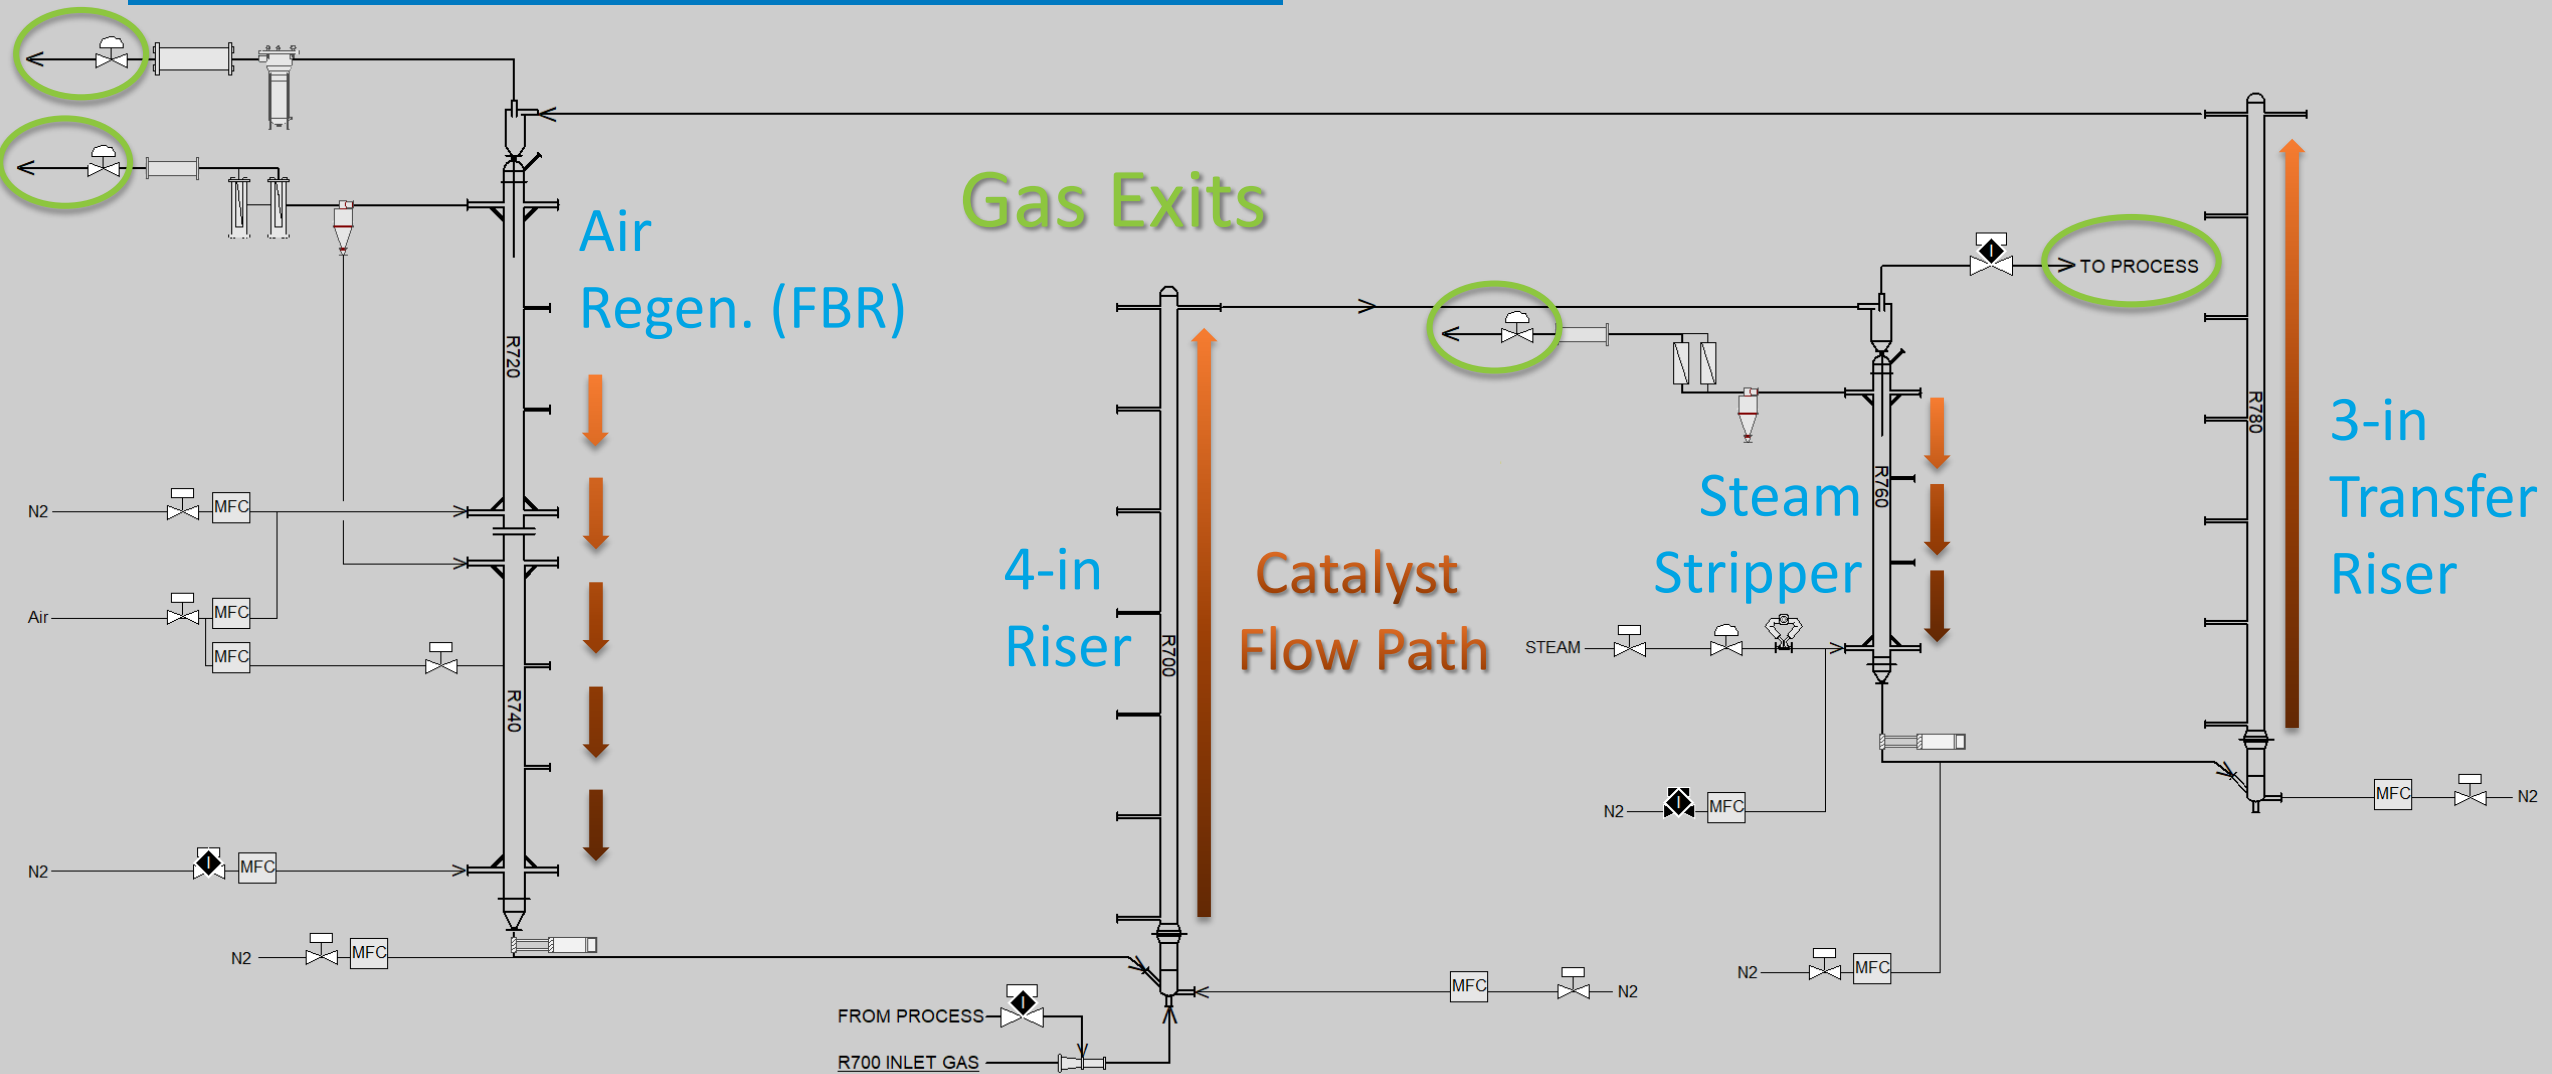 Gas Exits
Air
Regen. (FBR)
TO PROCESS
R720
R780
3-in
Transfer
Riser
R760
Steam
Stripper
N2
MFC
4-in
Riser
Catalyst
Flow Path
Air
MFC
MFC
R700
STEAM
R740
N2
MFC
MFC
N2
N2
MFC
N2
MFC
N2
MFC
N2
MFC
N2
FROM PROCESS
R700 INLET GAS